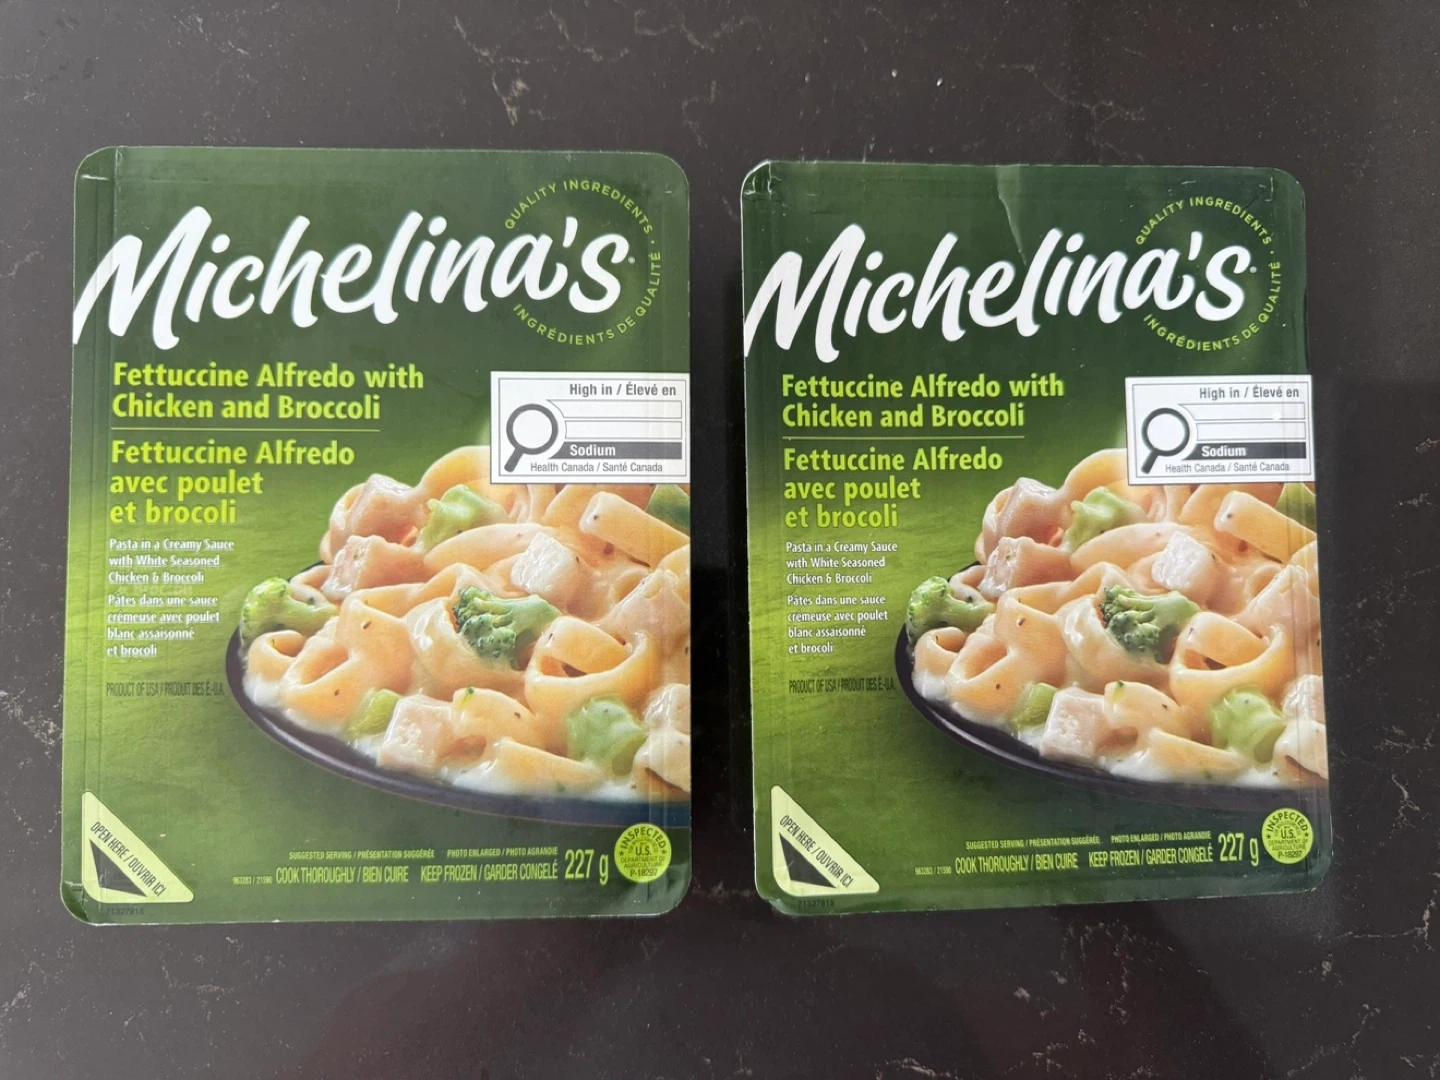 Michelina's
QUALITY INGREDIENTS • INGRÉDIENTS DE QUALITÉ •
Fettuccine Alfredo with
Chicken and Broccoli
Fettuccine Alfredo
avec poulet
et brocoli
High in / Élevé en
Sodium
Health Canada / Santé Canada
Pasta in a Creamy Sauce
with White Seasoned
Chicken & Broccoli
Pâtes dans une sauce
crémeuse avec poulet
blanc assaisonné
et brocoli
PRODUCT OF USA / PRODUIT DES É.-U.A.
OPEN HERE / OUVRIR ICI
SUGGESTED SERVING / PRÉSENTATION SUGGÉRÉE PHOTO ENLARGED / PHOTO AGRANDIE
963283 / 21590 COOK THOROUGHLY / BIEN CUIRE KEEP FROZEN / GARDER CONGELÉ 227 g
INSPECTED
U.S.
DEPARTMENT OF
AGRICULTURE
P-18297
Michelina's
QUALITY INGREDIENTS • INGRÉDIENTS DE QUALITÉ •
Fettuccine Alfredo with
Chicken and Broccoli
Fettuccine Alfredo
avec poulet
et brocoli
High in / Élevé en
Sodium
Health Canada / Santé Canada
Pasta in a Creamy Sauce
with White Seasoned
Chicken & Broccoli
Pâtes dans une sauce
crémeuse avec poulet
blanc assaisonné
et brocoli
PRODUCT OF USA / PRODUIT DES É.-U.A.
OPEN HERE / OUVRIR ICI
SUGGESTED SERVING / PRÉSENTATION SUGGÉRÉE PHOTO ENLARGED / PHOTO AGRANDIE
963283 / 21590 COOK THOROUGHLY / BIEN CUIRE KEEP FROZEN / GARDER CONGELÉ 227 g
INSPECTED
U.S.
DEPARTMENT OF
AGRICULTURE
P-18297